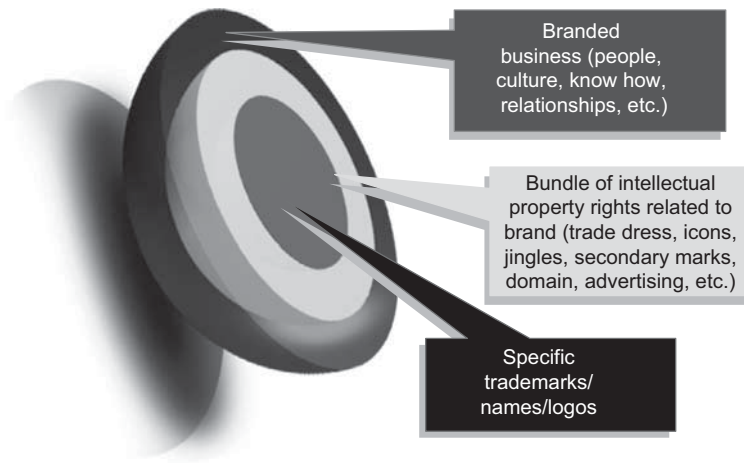 Branded
business (people,
culture, know how,
relationships, etc.)
Bundle of intellectual
property rights related to
brand (trade dress, icons,
jingles, secondary marks,
domain, advertising, etc.)
Specific
trademarks/
names/logos